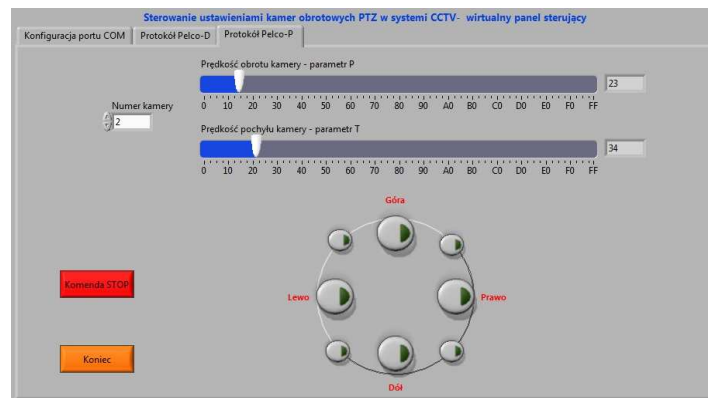 Sterowanie ustawieniami kamer obrotowych PTZ w systemi CCTV- wirtualny panel sterujący
Konfiguracja portu COM Protokół Pelco-D Protokół Pelco-P
Prędkość obrotu kamery - parametr P
23
0 10 20 30 40 50 60 70 80 90 A0 B0 C0 D0 E0 F0 FF
Numer kamery
2
Prędkość pochyłu kamery - parametr T
34
0 10 20 30 40 50 60 70 80 90 A0 B0 C0 D0 E0 F0 FF
Góra
Komenda STOP
Lewo
Prawo
Koniec
Dół